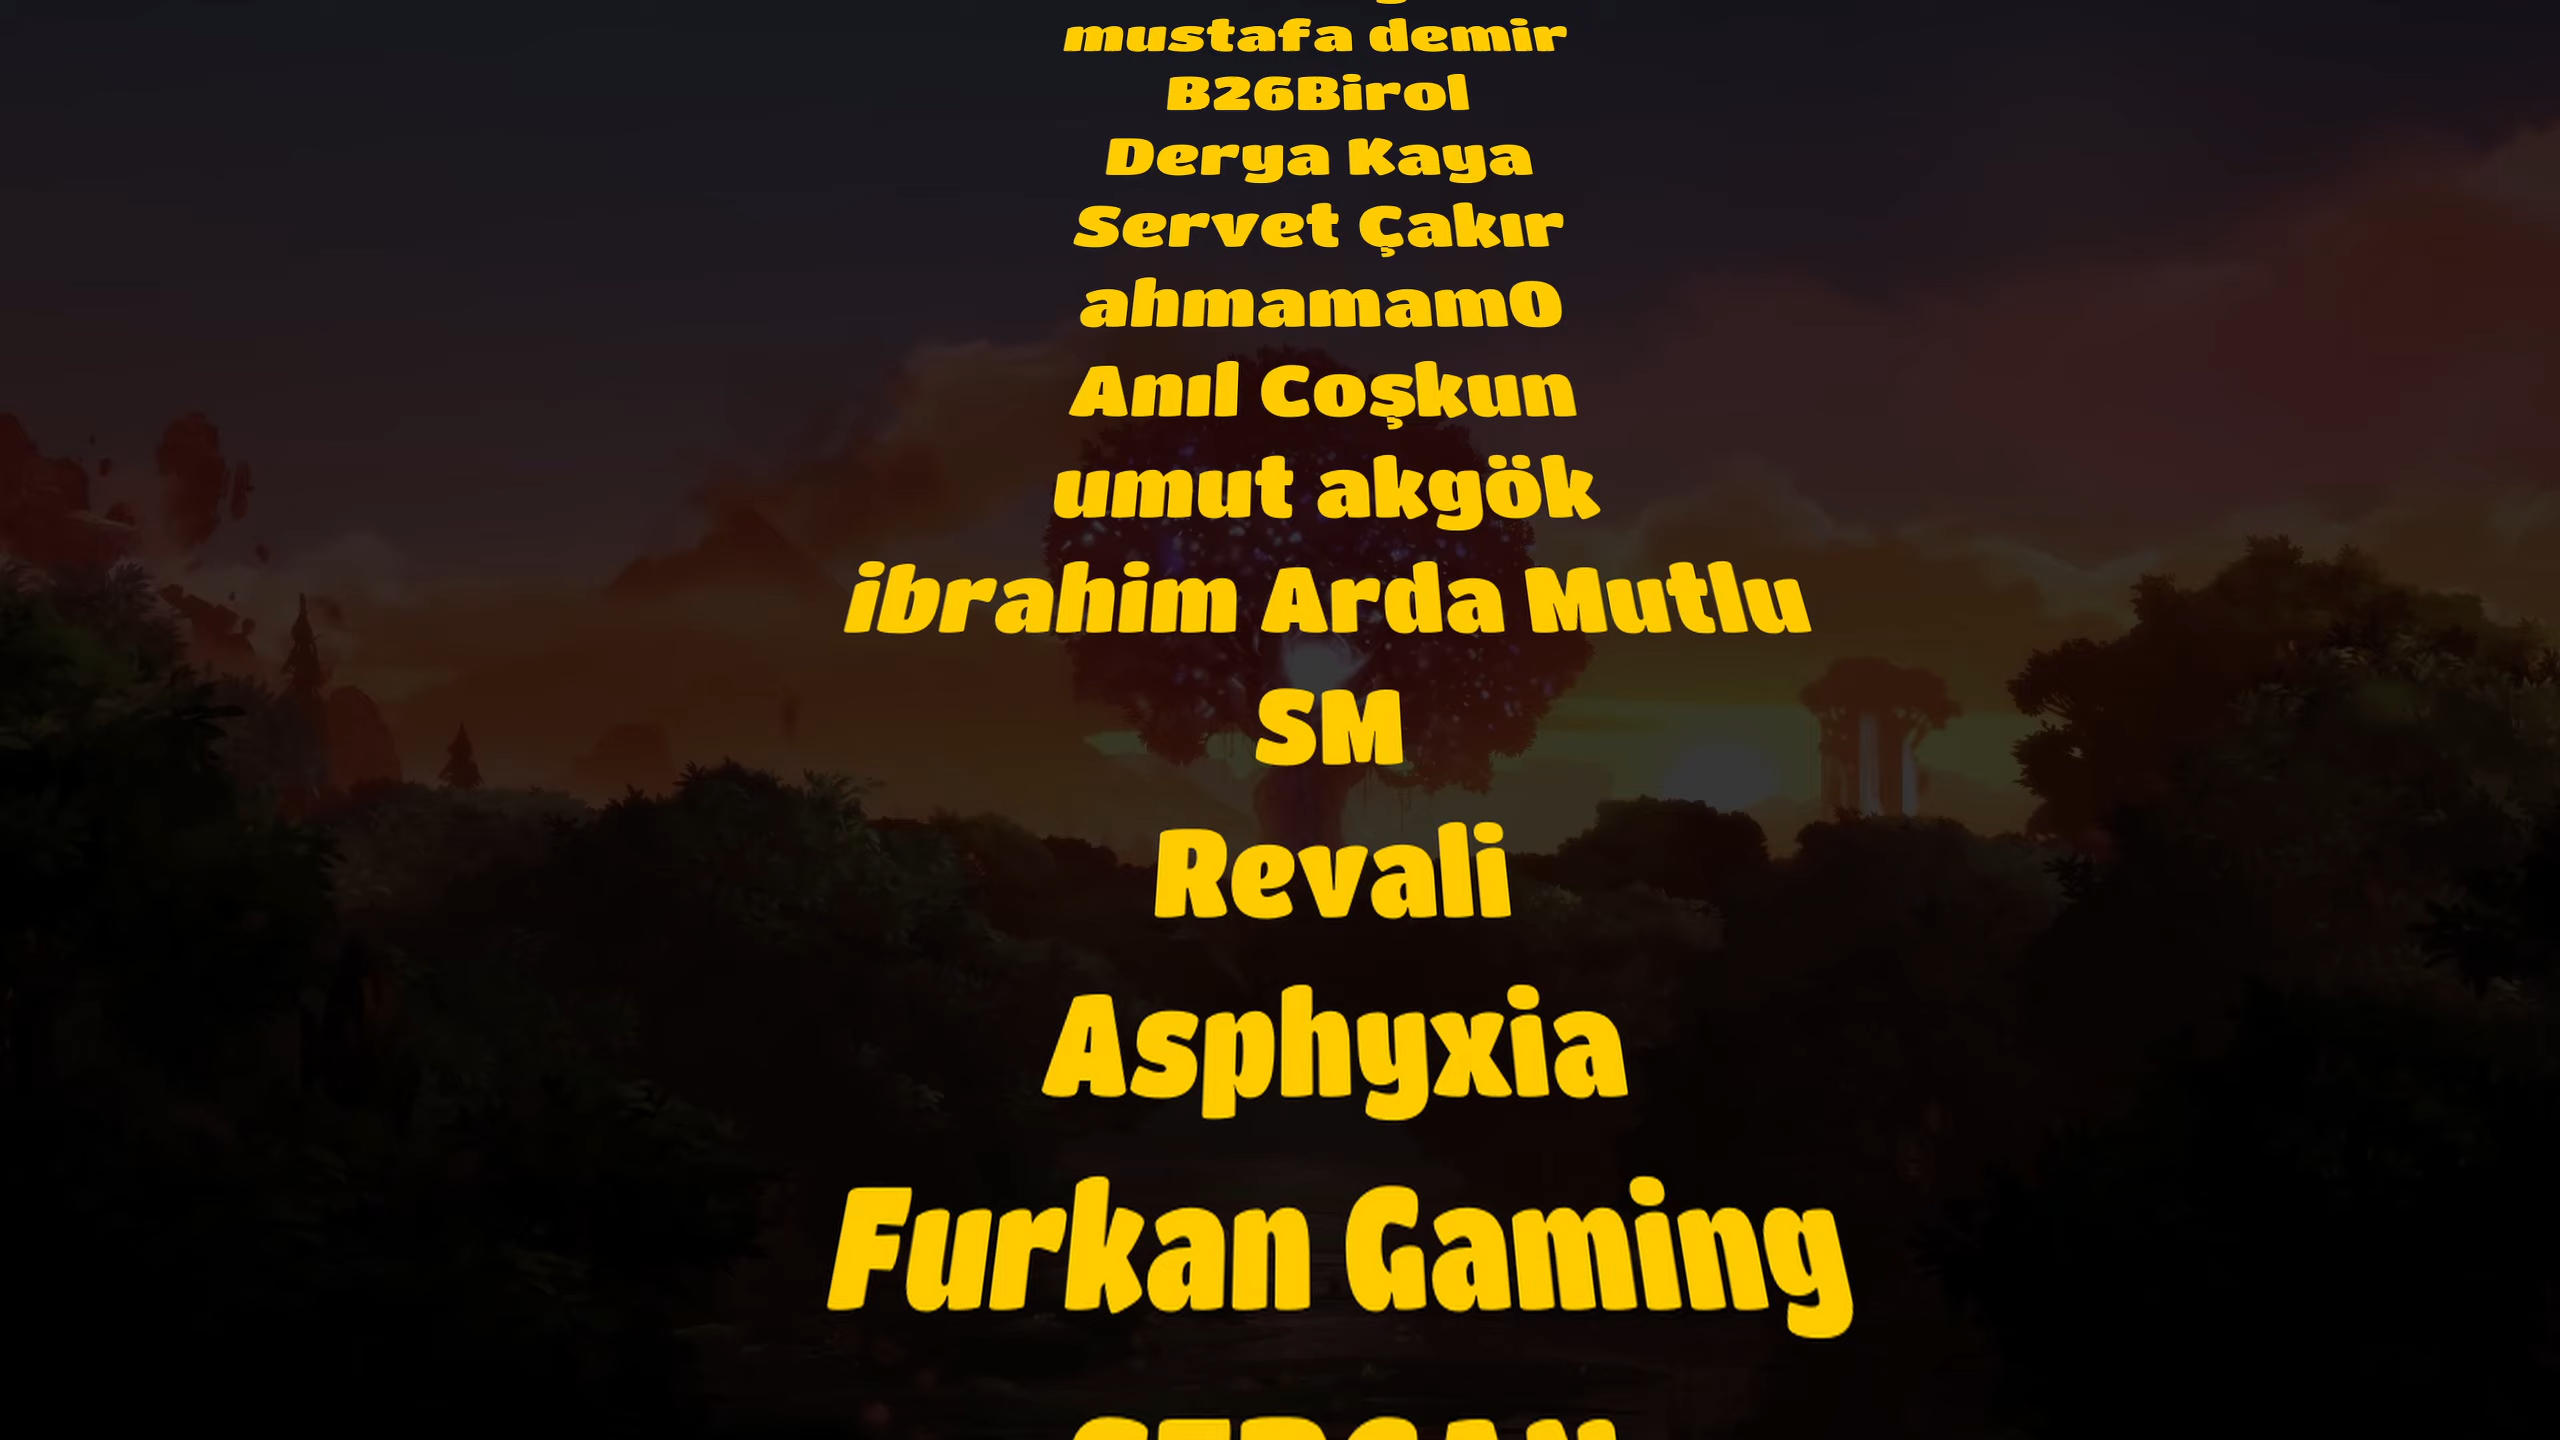 mustafa demir
B26Birol
Derya Kaya
Servet Çakır
ahmamam0
Anıl Coşkun
umut akgök
ibrahim Arda Mutlu
SM
Revali
Asphyxia
Furkan Gaming